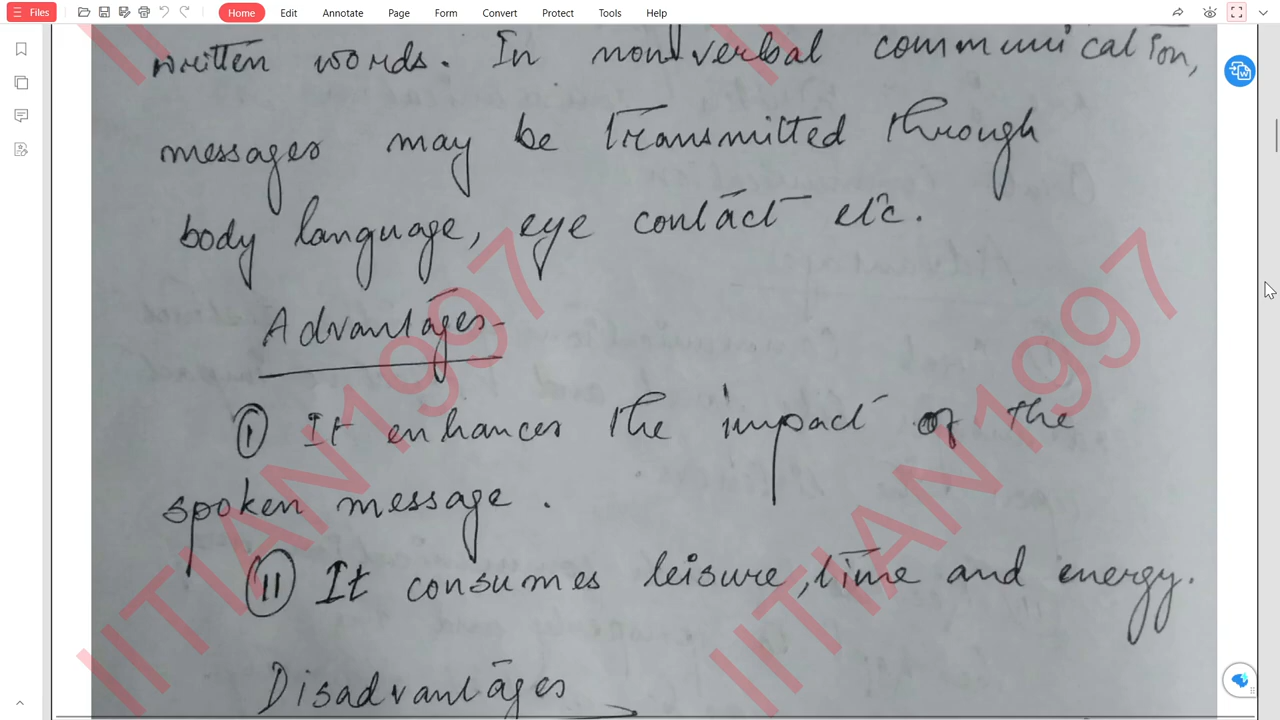 Files
Home Edit Annotate Page Form Convert Protect Tools Help
written words. In nonverbal communication,
messages may be transmitted through
body language, eye contact etc.
Advantages-
I It enhances the impact of the
spoken message.
II It consumes leisure, time and energy.
Disadvantages
IITIAN1997
IITIAN1997